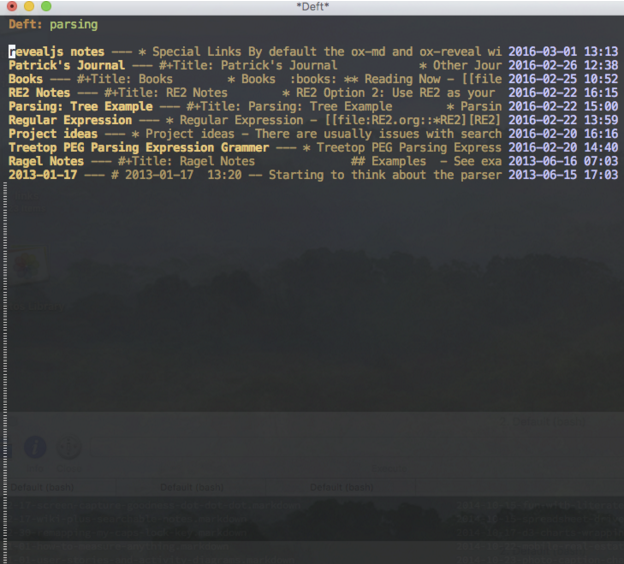 *Deft*
Deft: parsing
revealjs notes --- * Special Links By default the ox-md and ox-reveal wi 2016-03-01 13:13
Patrick's Journal --- #+Title: Patrick's Journal * Other Jour 2016-02-26 12:38
Books --- #+Title: Books * Books :books: ** Reading Now - [[file 2016-02-25 10:52
RE2 Notes --- #+Title: RE2 Notes * RE2 Option 2: Use RE2 as your 2016-02-22 16:15
Parsing: Tree Example --- #+Title: Parsing: Tree Example * Parsin 2016-02-22 15:00
Regular Expression --- * Regular Expression - [[file:RE2.org::*RE2][RE2] 2016-02-22 13:59
Project ideas --- * Project ideas - There are usually issues with search 2016-02-20 16:16
Treetop PEG Parsing Expression Grammer --- * Treetop PEG Parsing Express 2016-02-20 14:40
Ragel Notes --- #+Title: Ragel Notes ## Examples - See exa 2013-06-16 07:03
2013-01-17 --- # 2013-01-17 13:20 -- Starting to think about the parser 2013-06-15 17:03
Default (bash) Default (bash) Default (bash)